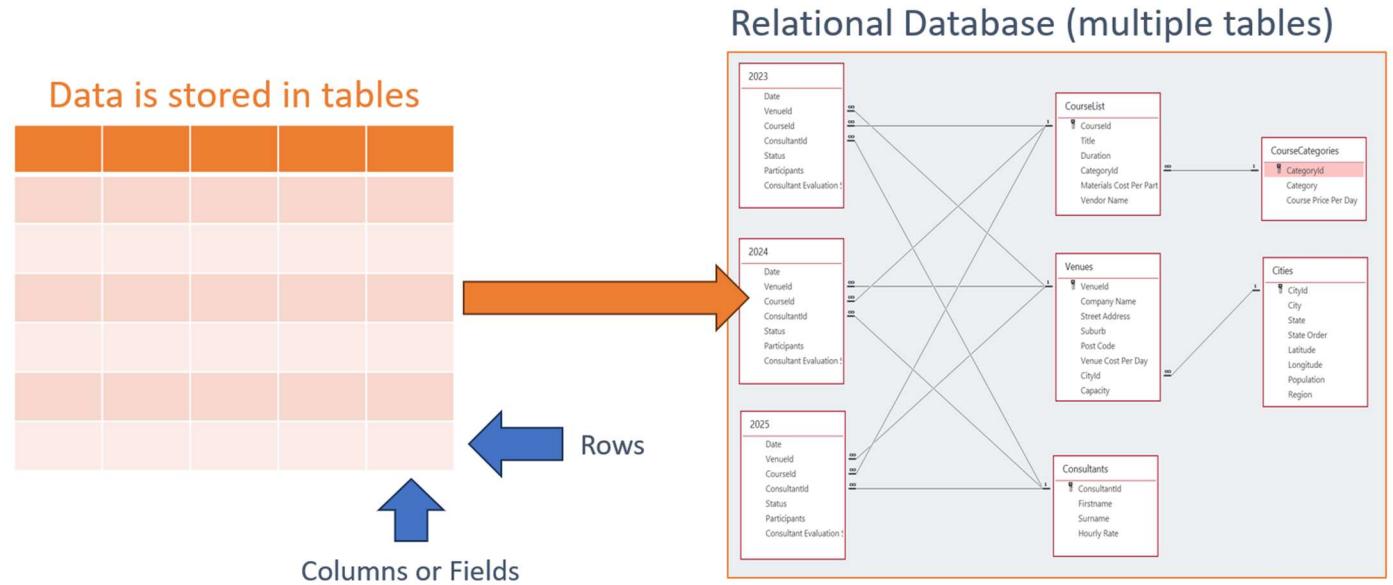 Relational Database (multiple tables)
Data is stored in tables
Rows
Columns or Fields
2023
Date
VenueId
CourseId
ConsultantId
Status
Participants
Consultant Evaluation S
2024
Date
VenueId
CourseId
ConsultantId
Status
Participants
Consultant Evaluation S
2025
Date
VenueId
CourseId
ConsultantId
Status
Participants
Consultant Evaluation S
CourseList
CourseId
Title
Duration
CategoryId
Materials Cost Per Part
Vendor Name
Venues
VenueId
Company Name
Street Address
Suburb
Post Code
Venue Cost Per Day
CityId
Capacity
Consultants
ConsultantId
Firstname
Surname
Hourly Rate
CourseCategories
CategoryId
Category
Course Price Per Day
Cities
CityId
City
State
State Order
Latitude
Longitude
Population
Region